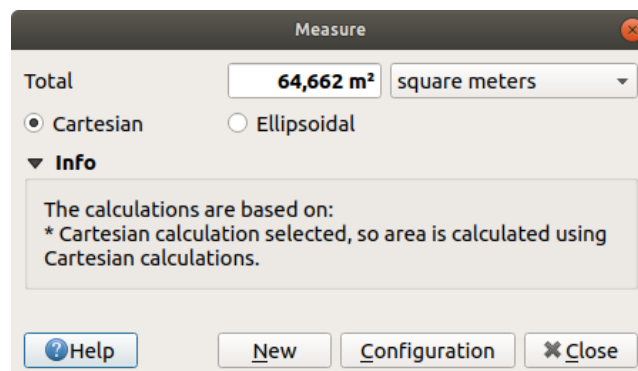 Measure
Total 64,662 m² square meters
Cartesian Ellipsoidal
Info
The calculations are based on:
* Cartesian calculation selected, so area is calculated using
Cartesian calculations.
Help New Configuration Close